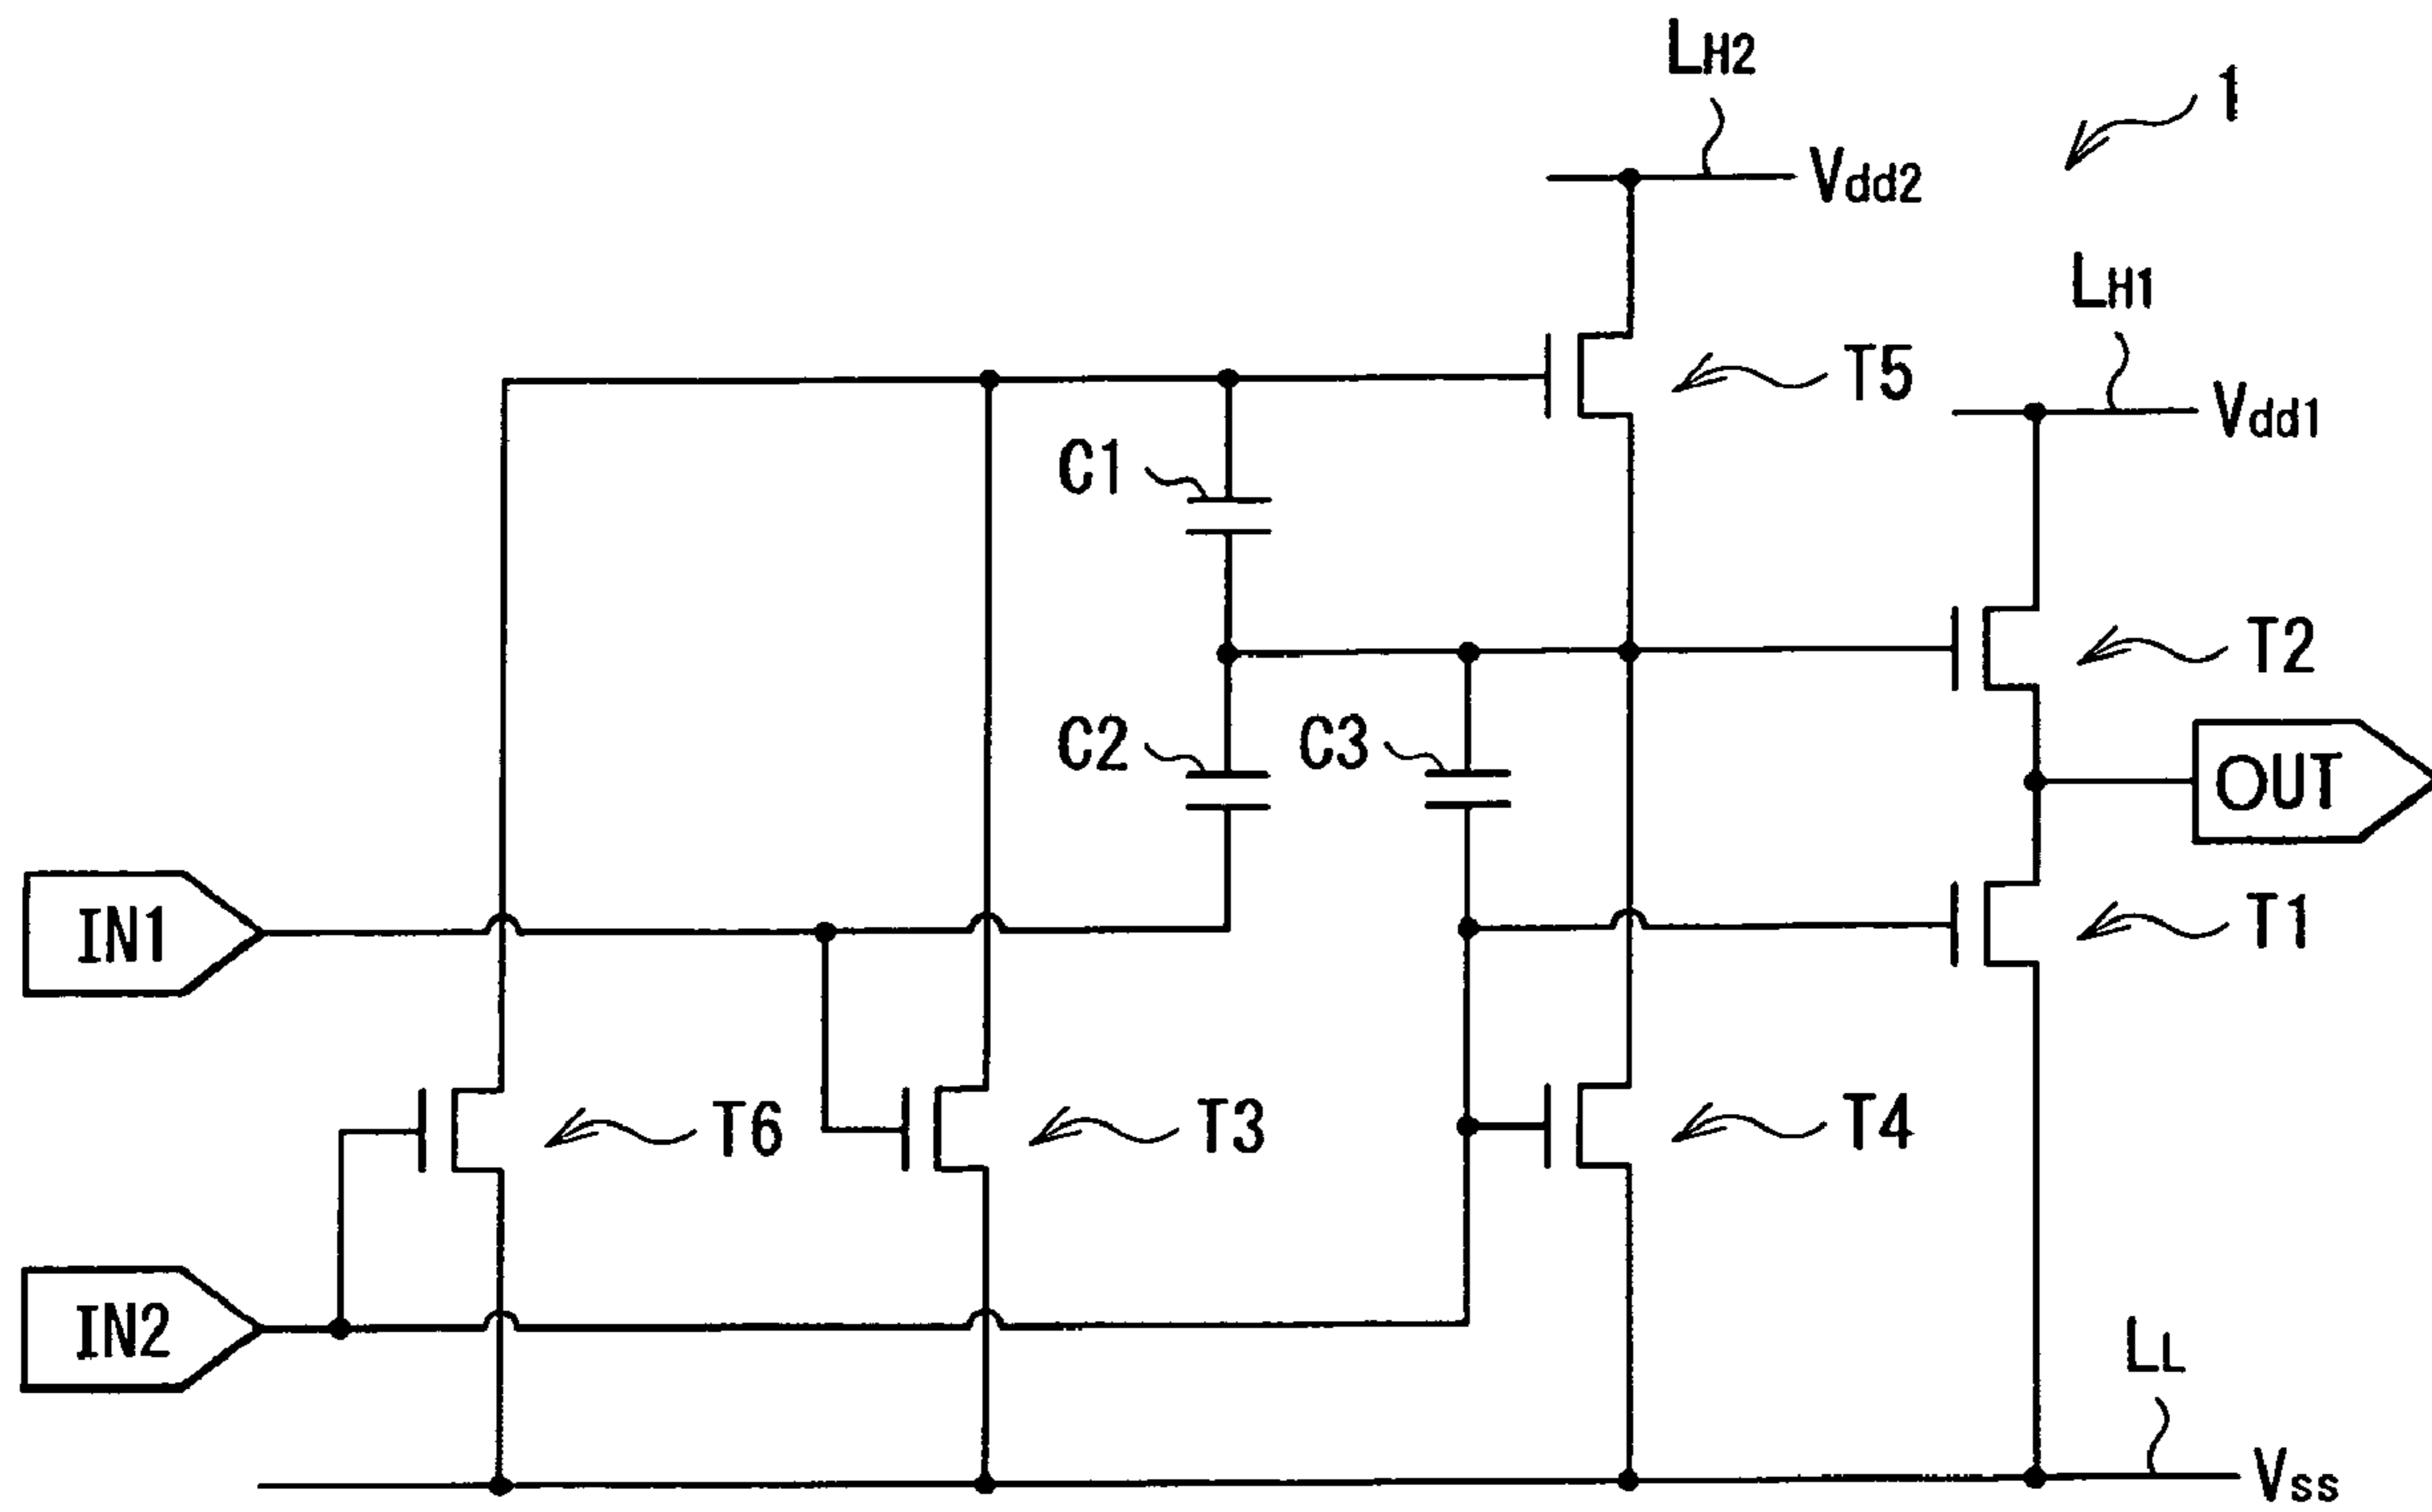 LH2
1
Vdd2
LH1
T5
Vdd1
C1
T2
C2
C3
OUT
IN1
T1
T6
T3
T4
IN2
LL
Vss